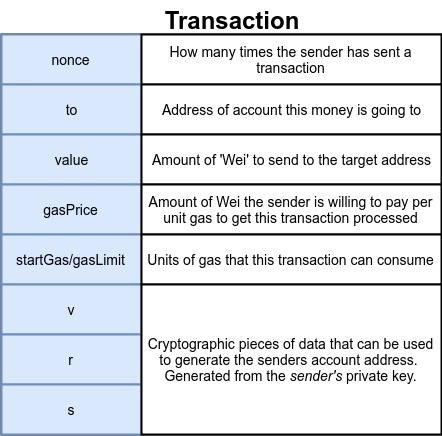 Transaction
nonce
How many times the sender has sent a
transaction
to
Address of account this money is going to
value
Amount of 'Wei' to send to the target address
gasPrice
Amount of Wei the sender is willing to pay per
unit gas to get this transaction processed
startGas/gasLimit
Units of gas that this transaction can consume
v
r
s
Cryptographic pieces of data that can be used
to generate the senders account address.
Generated from the sender's private key.